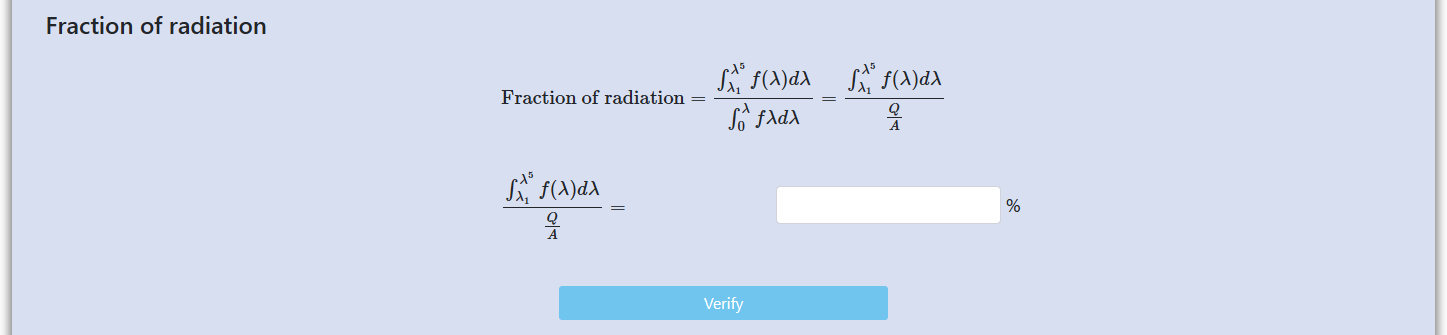 Fraction of radiation
Fraction of radiation = \frac{\int_{\lambda_1}^{\lambda^5} f(\lambda)d\lambda}{\int_0^{\lambda} f\lambda d\lambda} = \frac{\int_{\lambda_1}^{\lambda^5} f(\lambda)d\lambda}{\frac{Q}{A}}
\frac{\int_{\lambda_1}^{\lambda^5} f(\lambda)d\lambda}{\frac{Q}{A}} = %
Verify